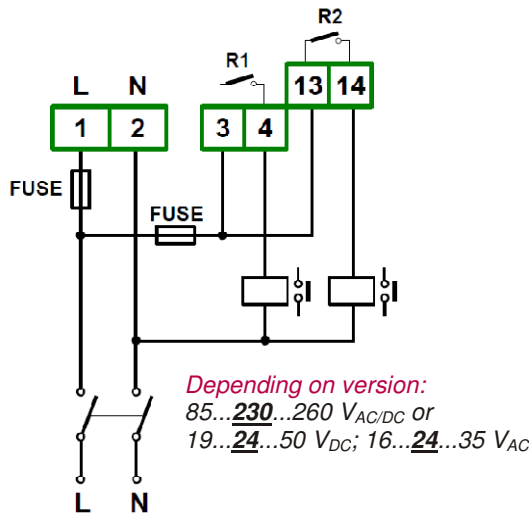 R2
R1
L N
13 14
1 2 3 4
FUSE
FUSE
Depending on version:
85...230...260 VAC/DC or
19...24...50 VDC; 16...24...35 VAC
L N